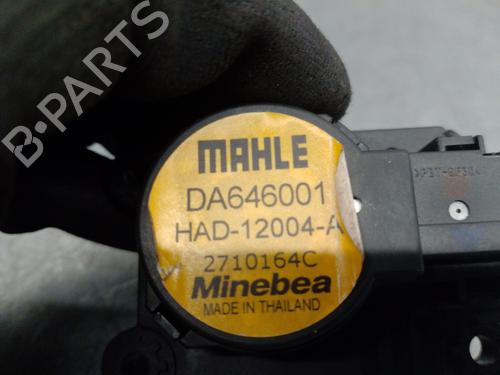 B-PARTS
MAHLE
DA646001
HAD-12004-A
2710164C
Minebea
MADE IN THAILAND